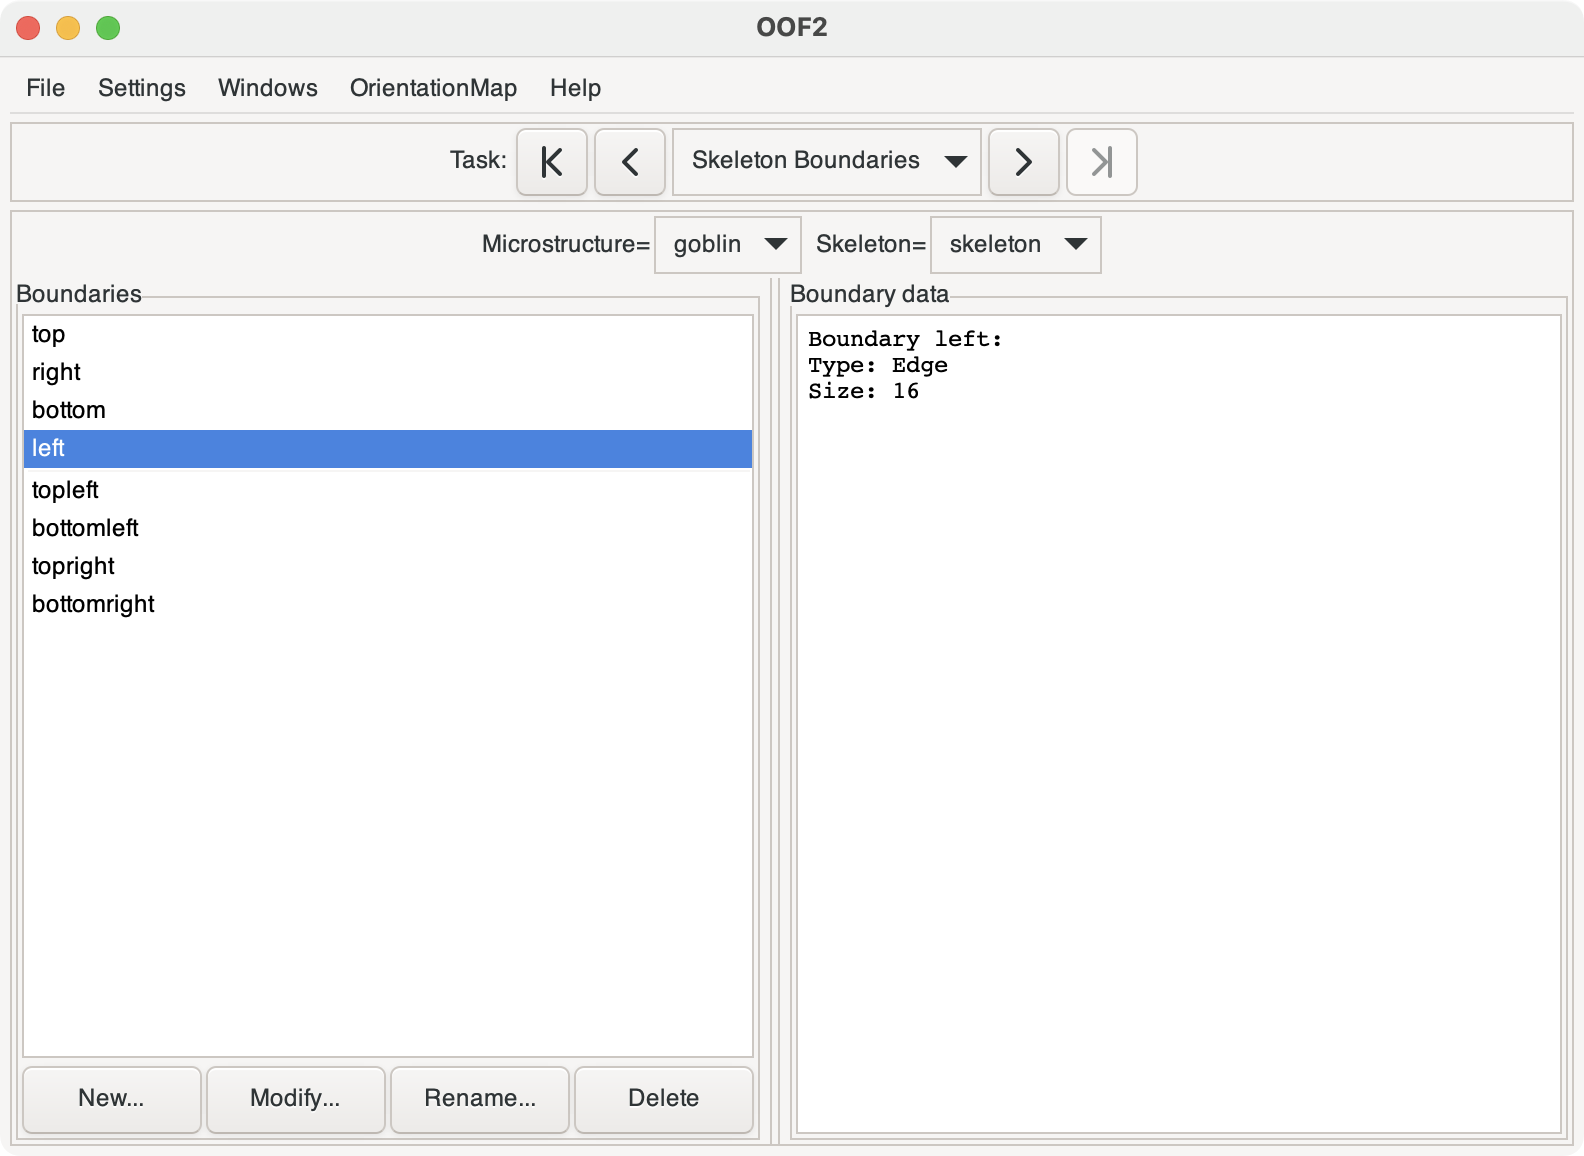 OOF2
File Settings Windows OrientationMap Help
Task: Skeleton Boundaries
Microstructure= goblin Skeleton= skeleton
Boundaries
top
right
bottom
left
topleft
bottomleft
topright
bottomright
New... Modify... Rename... Delete
Boundary data
Boundary left:
Type: Edge
Size: 16